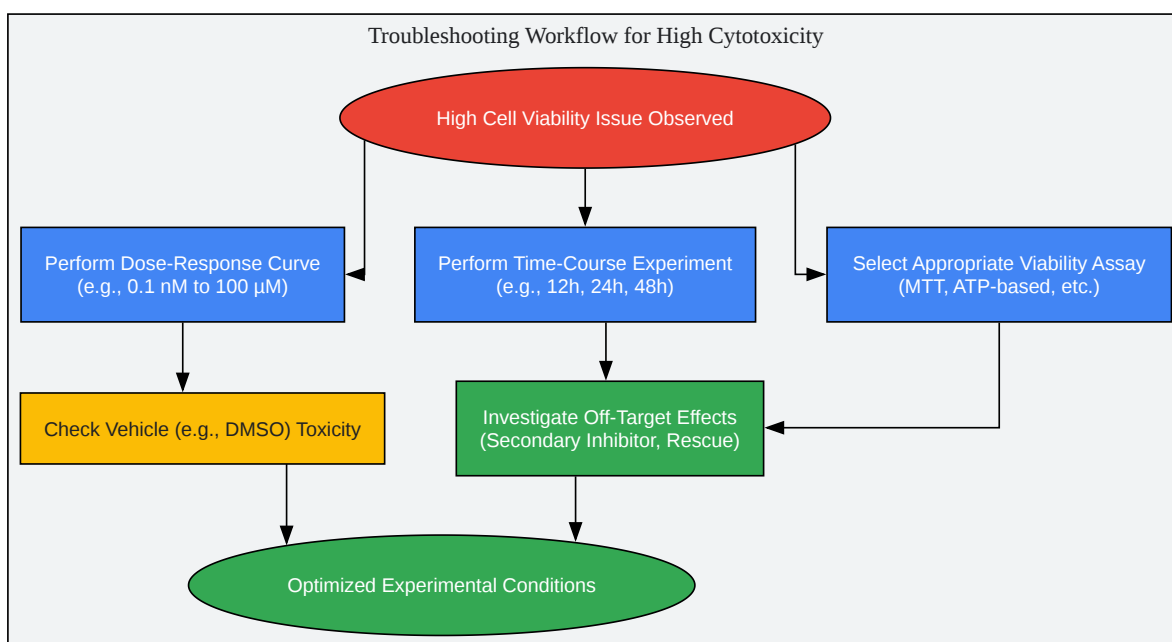 Troubleshooting Workflow for High Cytotoxicity
High Cell Viability Issue Observed
Perform Dose-Response Curve
(e.g., 0.1 nM to 100 µM)
Perform Time-Course Experiment
(e.g., 12h, 24h, 48h)
Select Appropriate Viability Assay
(MTT, ATP-based, etc.)
Check Vehicle (e.g., DMSO) Toxicity
Investigate Off-Target Effects
(Secondary Inhibitor, Rescue)
Optimized Experimental Conditions